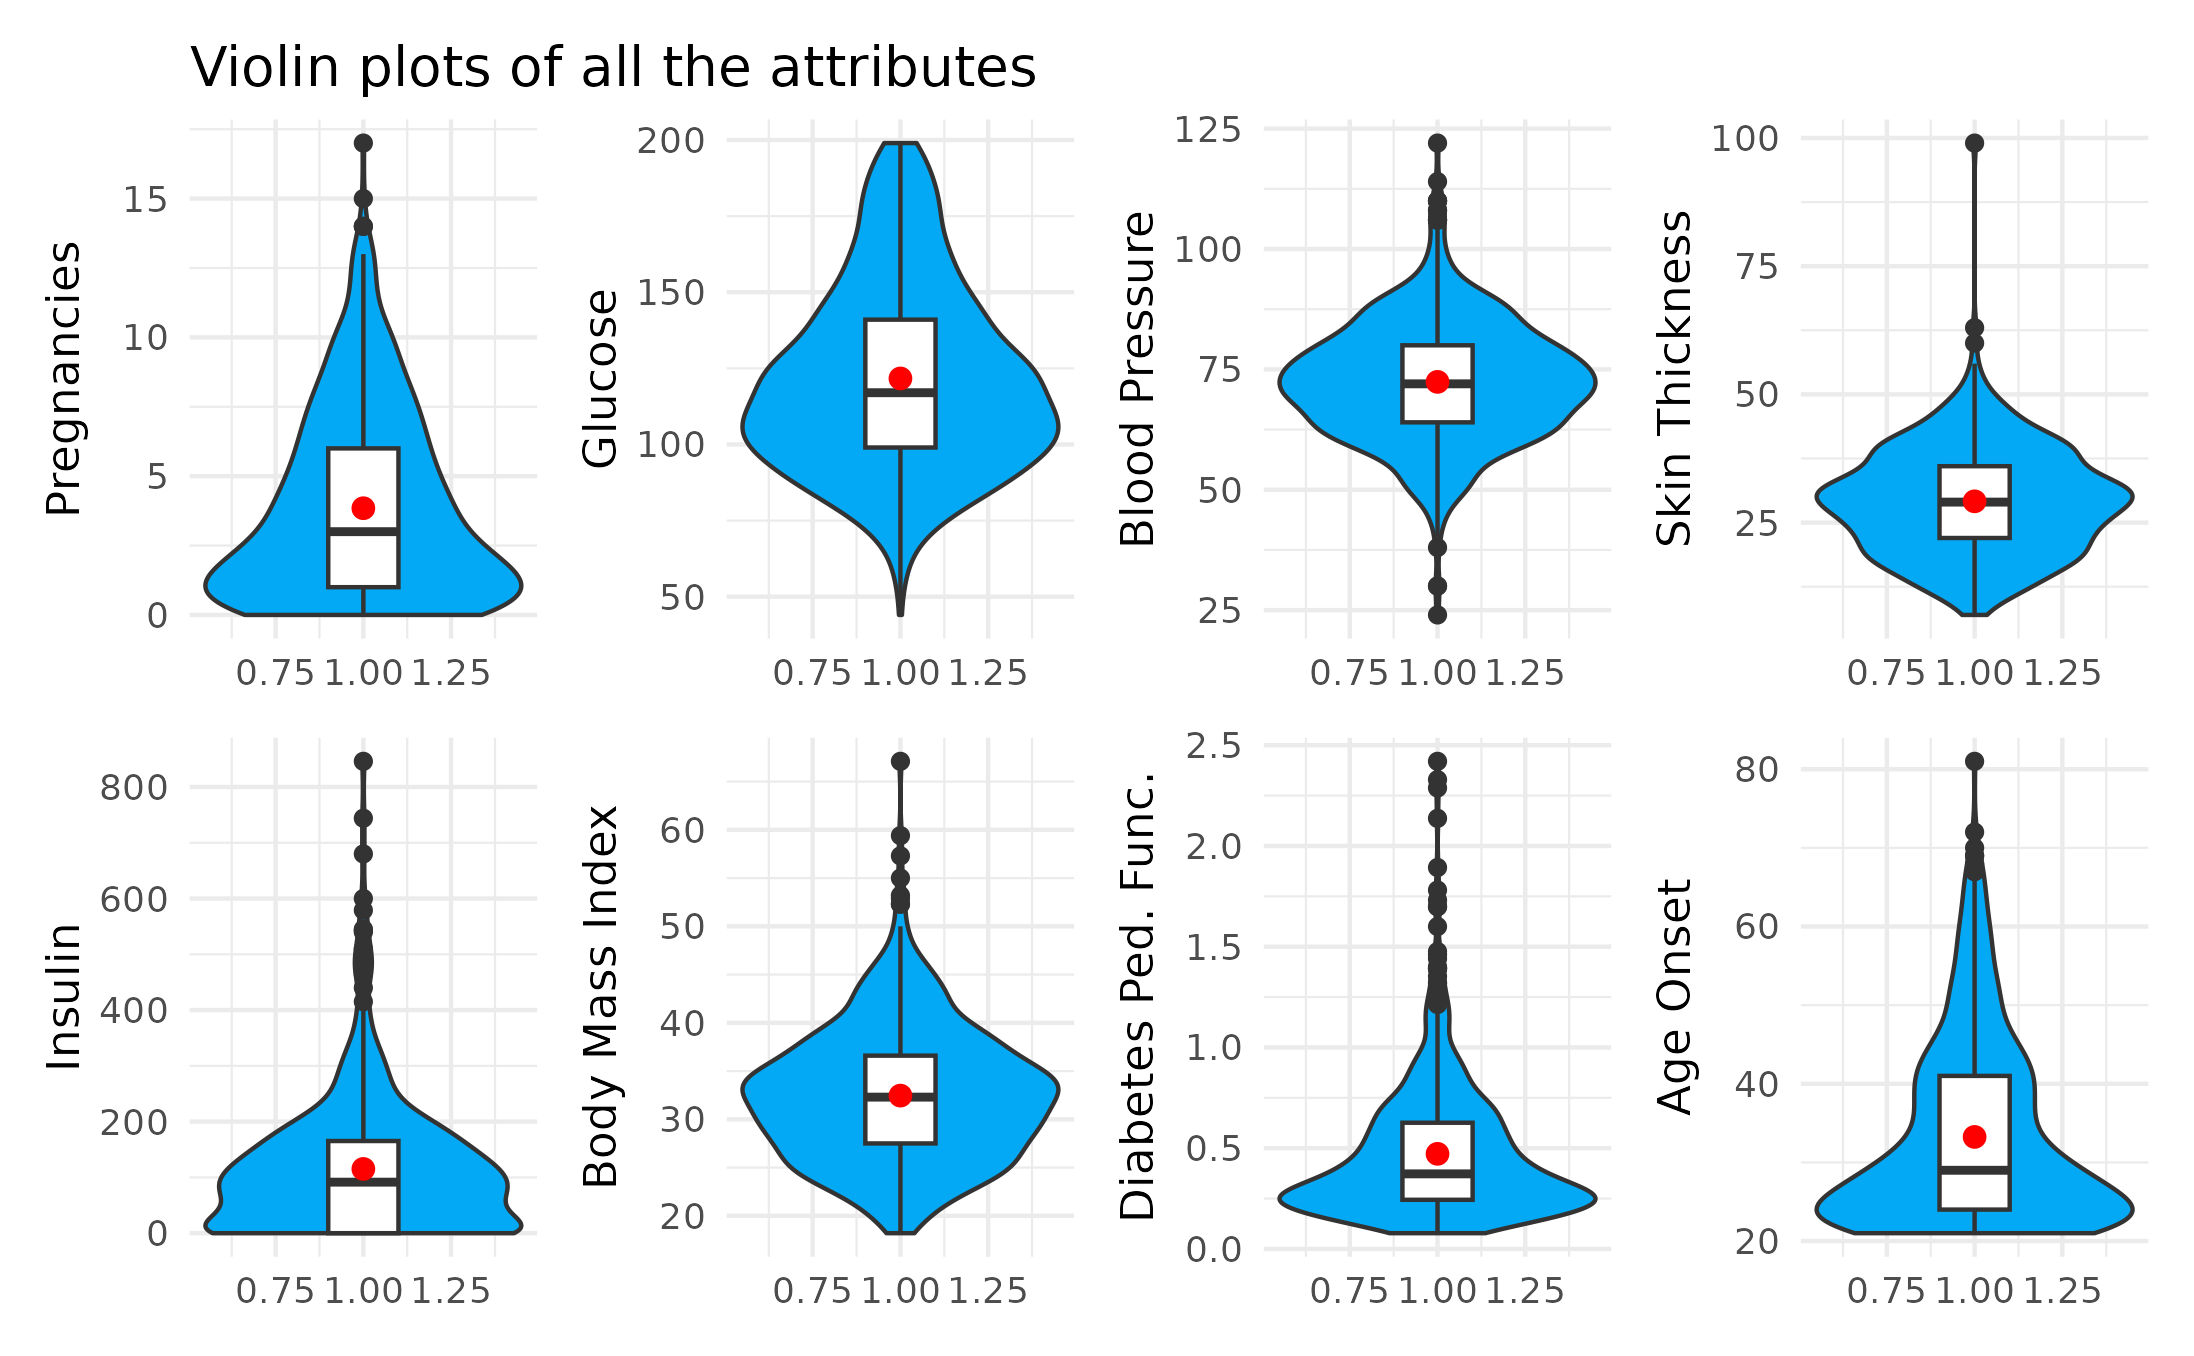 Violin plots of all the attributes
Pregnancies
15
10
5
0
0.75 1.00 1.25
Glucose
200
150
100
50
0.75 1.00 1.25
Blood Pressure
125
100
75
50
25
0.75 1.00 1.25
Skin Thickness
100
75
50
25
0.75 1.00 1.25
Insulin
800
600
400
200
0
0.75 1.00 1.25
Body Mass Index
60
50
40
30
20
0.75 1.00 1.25
Diabetes Ped. Func.
2.5
2.0
1.5
1.0
0.5
0.0
0.75 1.00 1.25
Age Onset
80
60
40
20
0.75 1.00 1.25